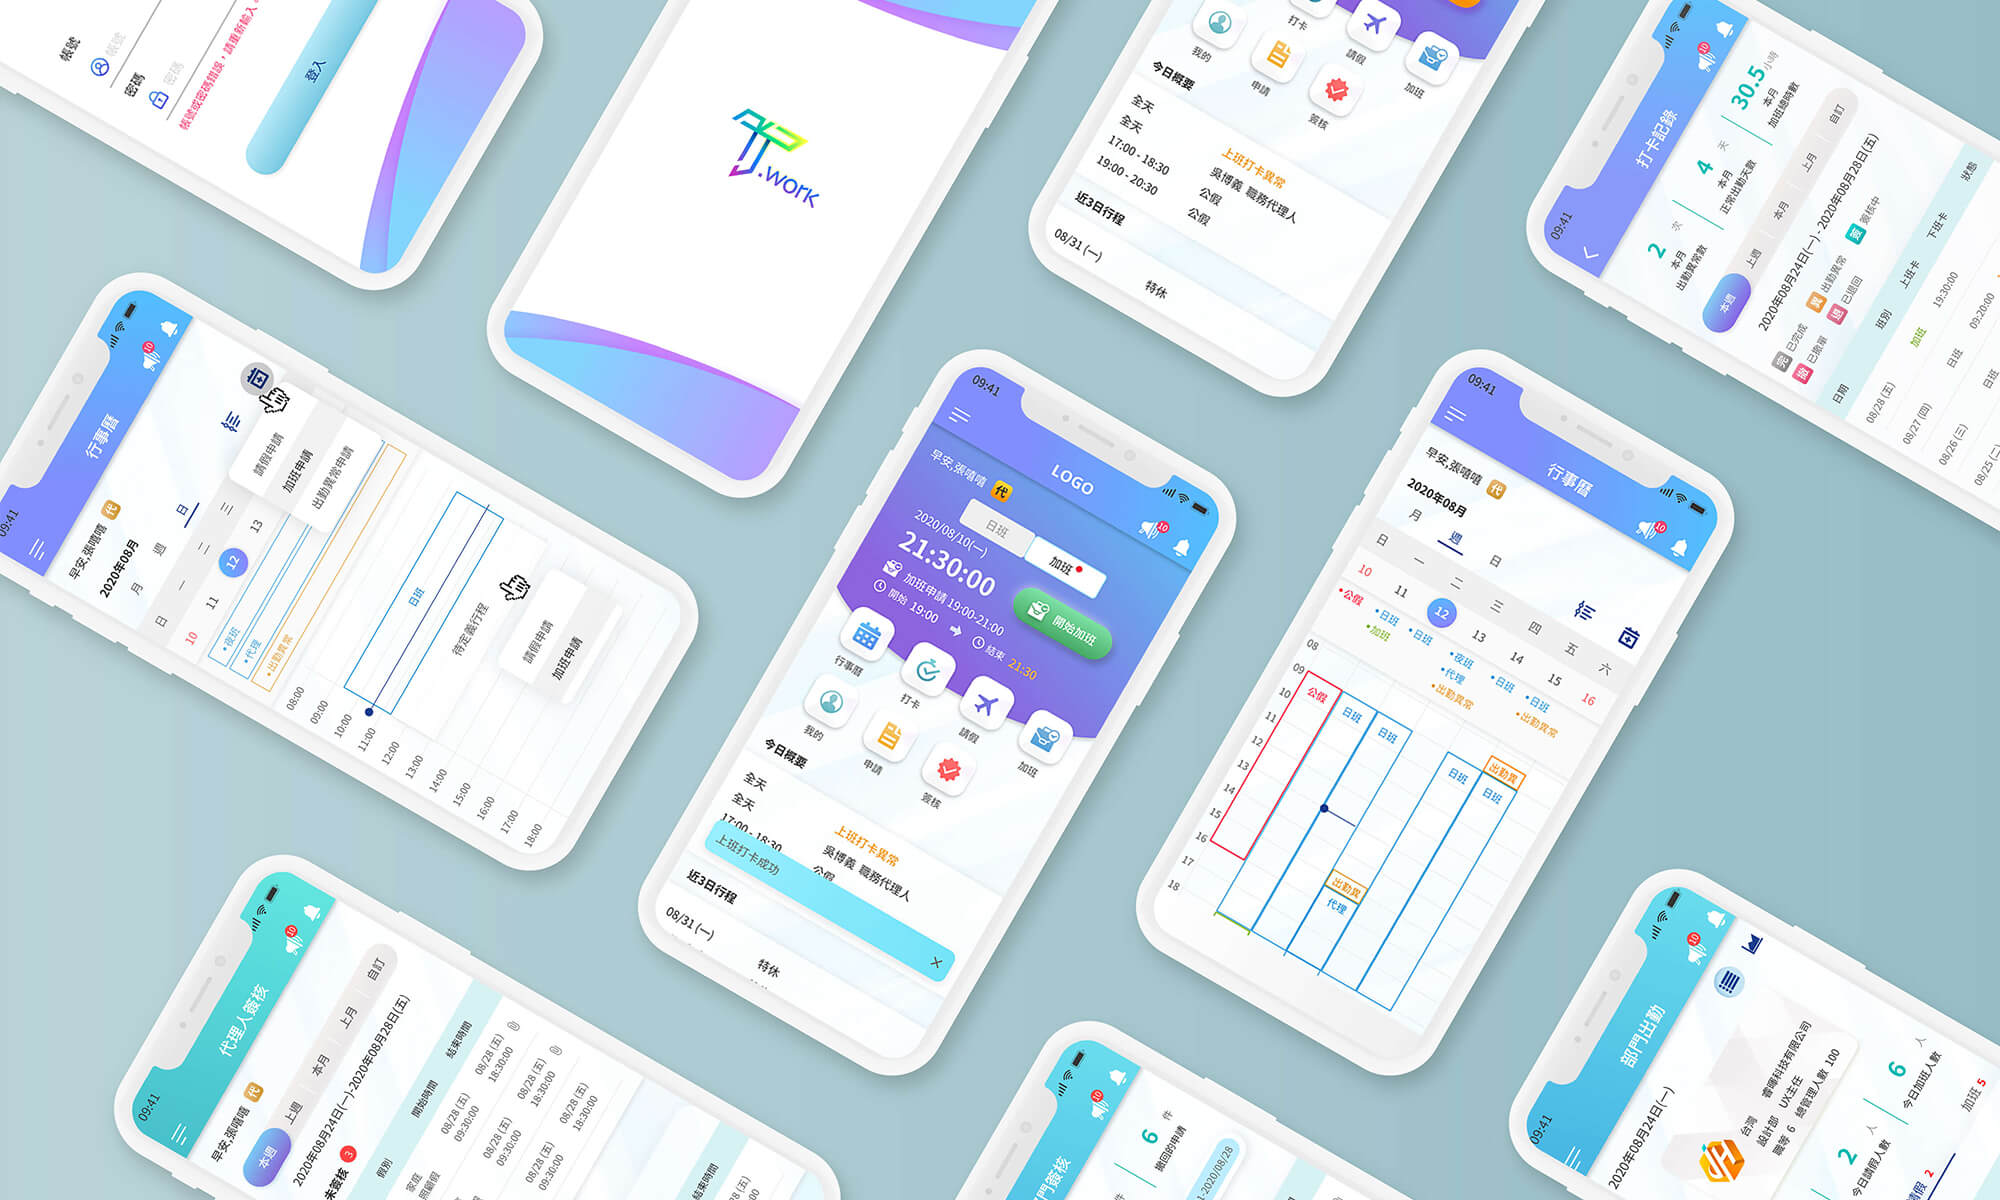 帳號
帳號
密碼
密碼
帳號或密碼錯誤，請重新輸入。
登入
.work
我的
打卡
申請
請假
簽核
加班
今日概要
全天
全天
17:00 - 18:30
19:00 - 20:30
上班打卡異常
吳博義 職務代理人
公假
公假
近3日行程
08/31 (一)
特休
09:41
打卡記錄
10
2 次
本月
出勤異常數
4 天
本月
正常出勤天數
30.5 小時
本月
加班總時數
本週
上週
本月
上月
自訂
2020年08月24日(一) - 2020年08月28日(五)
完 已完成
異 出勤異常
簽 簽核中
撤 已撤單
退 已退回
日期
班別
上班卡
下班卡
狀態
08/28 (五)
加班
19:30:00
08/27 (四)
日班
09:20:00
08/26 (三)
日班
08/25 (二)
09:41
行事曆
10
早安,張嘻嘻 代
2020年08月
月
週
日
請假申請
加班申請
出勤異常申請
日
一
二
三
10
11
12
13
•夜班
•代理
•出勤異常
08:00
09:00
10:00
11:00
12:00
13:00
14:00
15:00
16:00
17:00
18:00
日班
待定義行程
請假申請
加班申請
09:41
LOGO
10
早安,張嘻嘻 代
2020/08/10(一)
日班
加班
21:30:00
加班申請 19:00-21:00
開始 19:00
結束 21:30
開始加班
行事曆
打卡
請假
加班
我的
申請
簽核
今日概要
全天
全天
17:00 - 18:30
上班打卡異常
吳博義 職務代理人
公假
上班打卡成功
近3日行程
08/31 (一)
特休
09:41
行事曆
10
早安,張嘻嘻 代
2020年08月
月
週
日
日
一
二
三
四
五
六
10
11
12
13
14
15
16
•公假
•日班
•加班
•日班
•夜班
•代理
•出勤異常
•日班
•日班
•出勤異常
08
09
10
11
12
13
14
15
16
17
18
公假
日班
日班
出勤異
代理
日班
出勤異
日班
09:41
代理人簽核
10
早安,張嘻嘻 代
本週
上週
本月
上月
自訂
2020年08月24日(一)-2020年08月28日(五)
未簽核 3
假別
開始時間
結束時間
家庭
照顧假
08/28 (五)
09:30:00
08/28 (五)
18:30:00
08/28 (五)
09:30:00
08/28 (五)
18:30:00
08/28 (五)
09:30:00
08/28 (五)
18:30:00
10
門簽核
6 件
撤回的申請
件
1-2020/08/28
結束時間
08/28 (五)
09:41
部門出勤
10
2020年08月24日(一)
台灣 睿暉科技有限公司
設計部 UX主任
職等 6 總管理人數 100
2 人
今日請假人數
6 人
今日加班人數
請假 2
加班 5